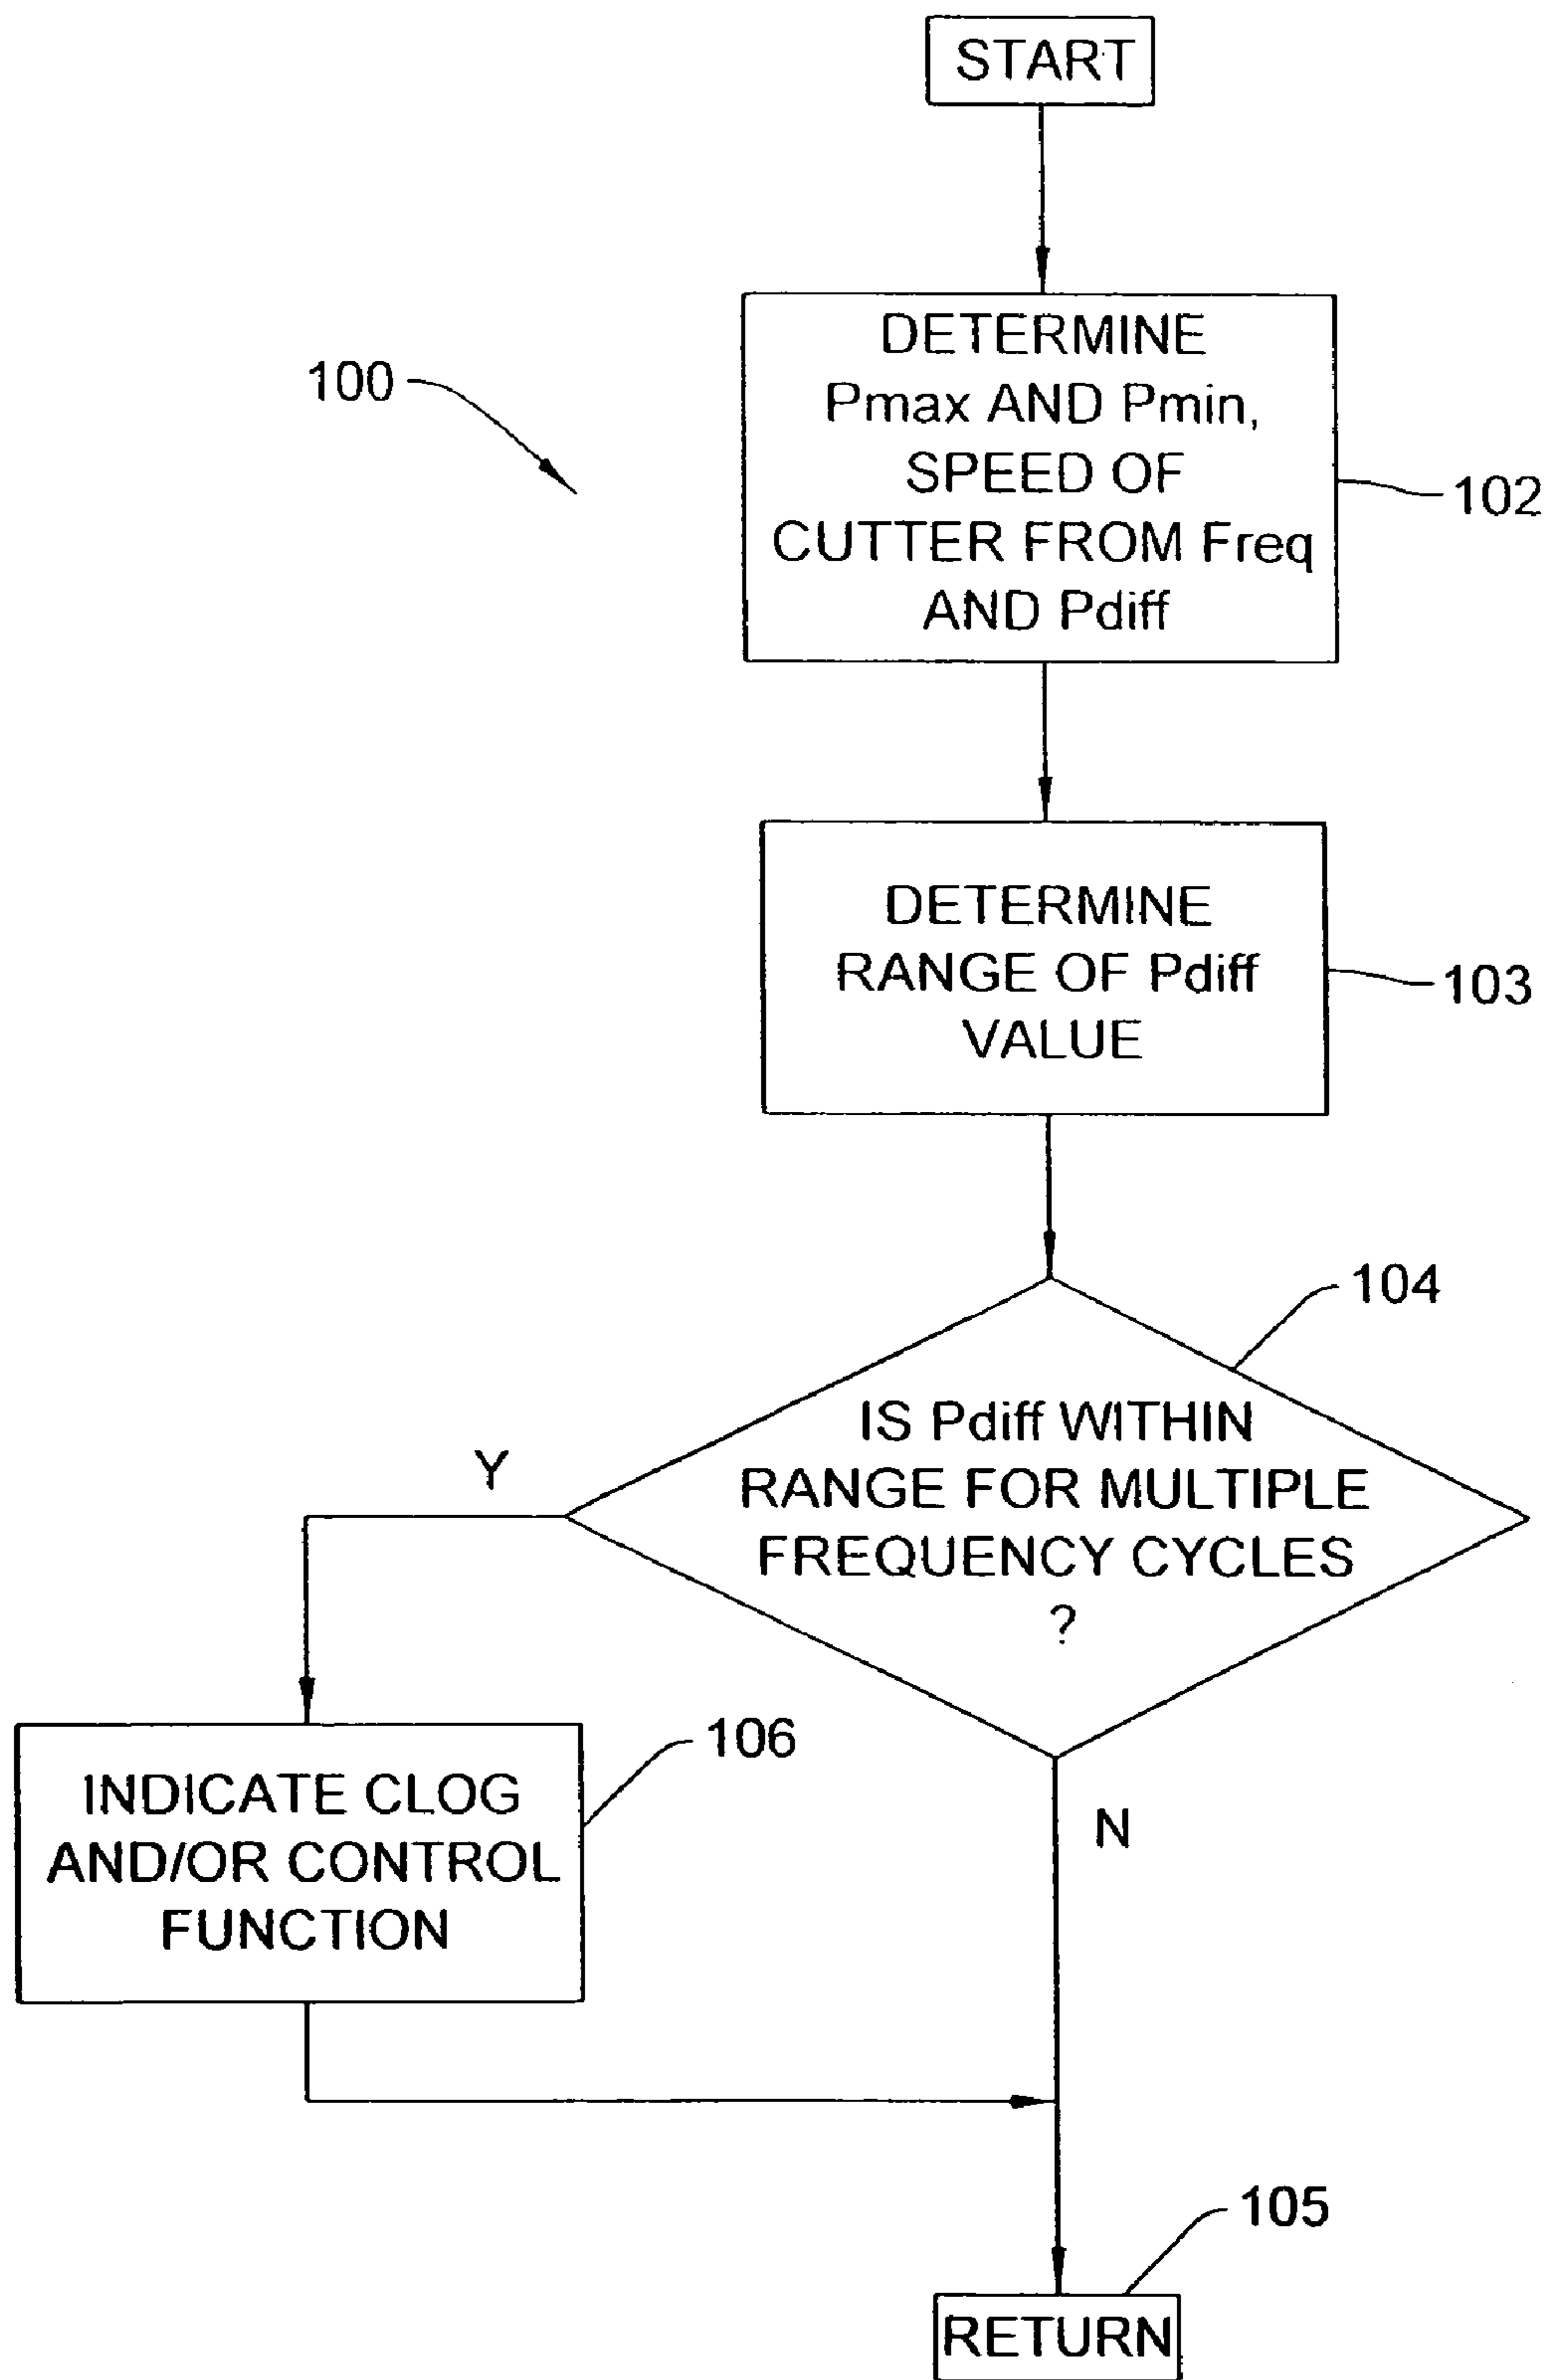 START
100
DETERMINE
Pmax AND Pmin,
SPEED OF
CUTTER FROM Freq
AND Pdiff
102
DETERMINE
RANGE OF Pdiff
VALUE
103
104
IS Pdiff WITHIN
RANGE FOR MULTIPLE
FREQUENCY CYCLES
?
Y
N
106
INDICATE CLOG
AND/OR CONTROL
FUNCTION
105
RETURN